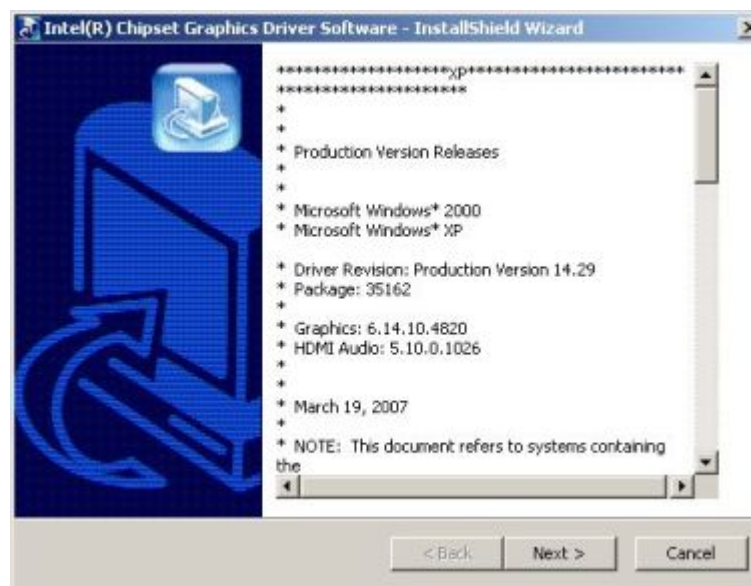 Intel(R) Chipset Graphics Driver Software - InstallShield Wizard
*******************XP************************
*********************
*
*
* Production Version Releases
*
*
* Microsoft Windows* 2000
* Microsoft Windows* XP
* Driver Revision: Production Version 14.29
* Package: 35162
*
* Graphics: 6.14.10.4820
* HDMI Audio: 5.10.0.1026
*
*
* March 19, 2007
*
* NOTE: This document refers to systems containing
the
< Back
Next >
Cancel